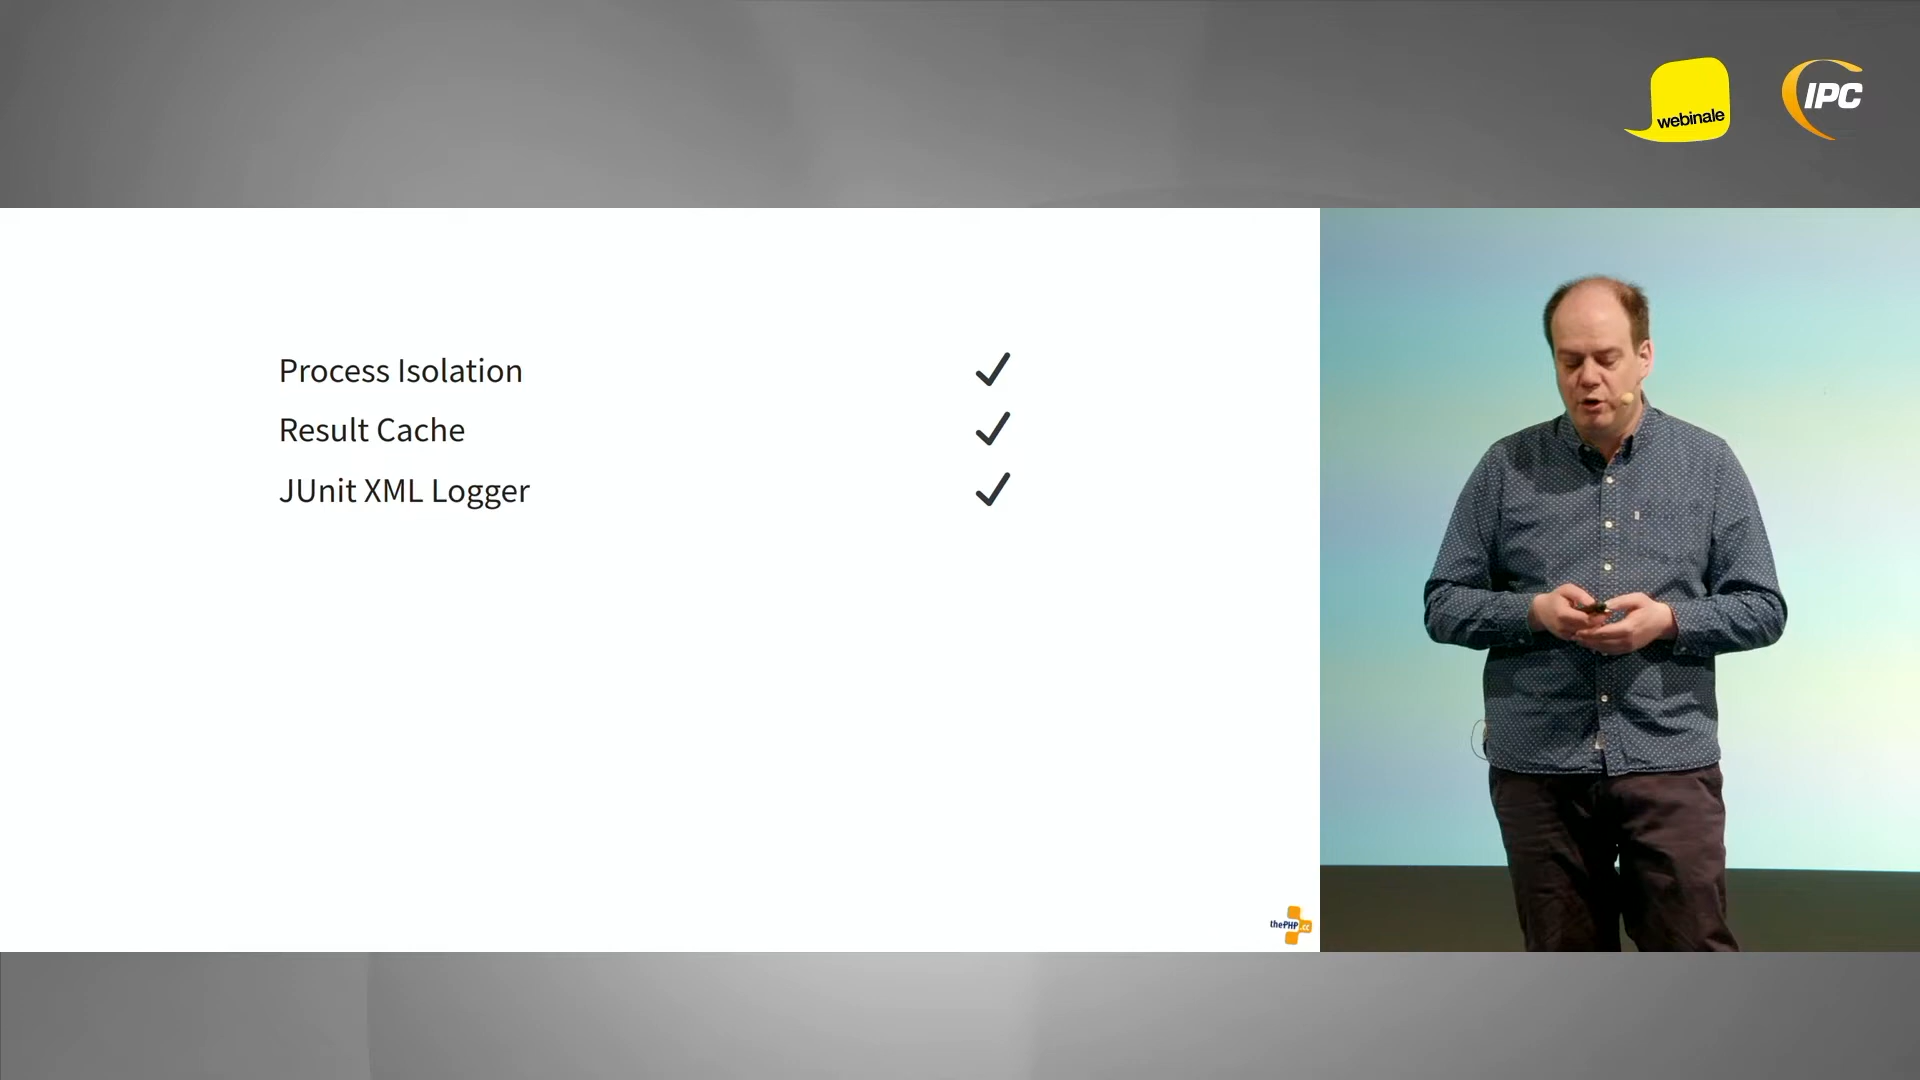 webinale
IPC
Process Isolation
Result Cache
JUnit XML Logger
thePHP.cc